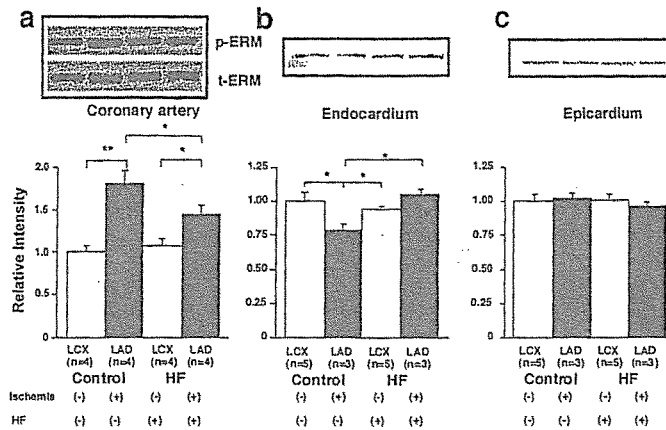 a b c
p-ERM
t-ERM
Coronary artery Endocardium Epicardium
** * *
* * *
Relative Intensity
2.0 1.5 1.0 0.5 0
1.25 1.00 0.75 0.50 0.25 0
1.25 1.00 0.75 0.50 0.25 0
LCX LAD LCX LAD LCX LAD LCX LAD LCX LAD LCX LAD
(n=4) (n=4) (n=4) (n=4) (n=5) (n=3) (n=5) (n=3) (n=5) (n=3) (n=5) (n=3)
Control HF Control HF Control HF
Ischemia (-) (+) (-) (+) (-) (+) (-) (+) (-) (+) (-) (+)
HF (-) (-) (+) (+) (-) (-) (+) (+) (-) (-) (+) (+)